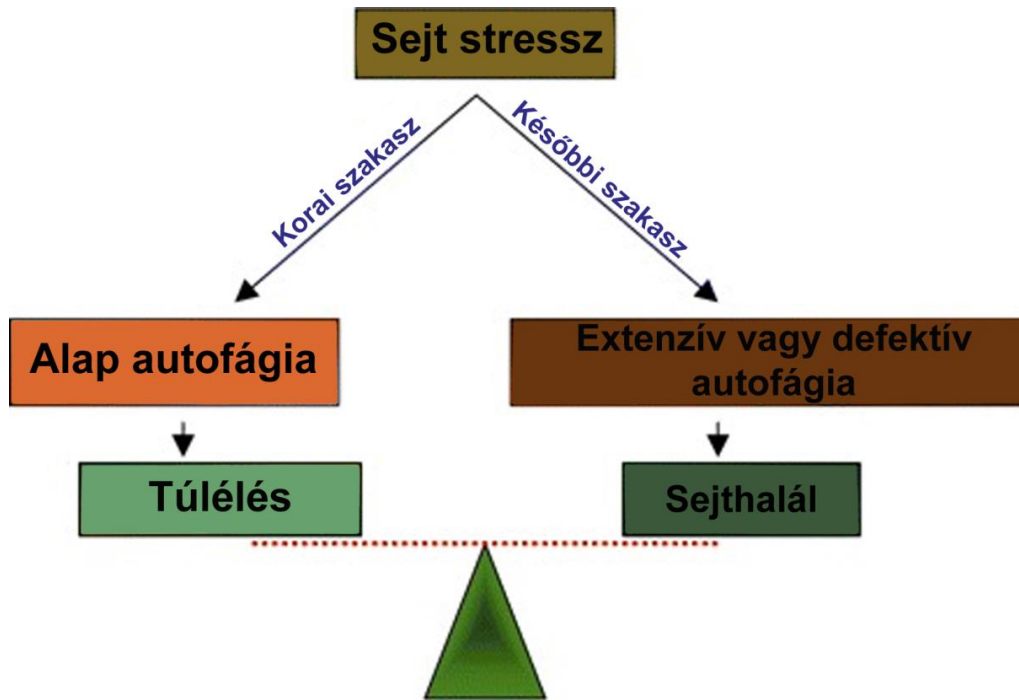 Sejt stressz
Korai szakasz
Későbbi szakasz
Alap autofágia
Extenzív vagy defektív
autofágia
Túlélés
Sejthalál